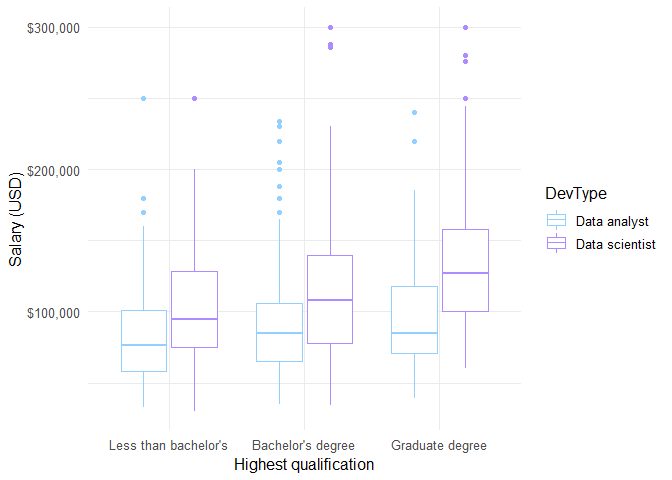 $300,000
$200,000
$100,000
Salary (USD)
Less than bachelor's
Bachelor's degree
Graduate degree
Highest qualification
DevType
Data analyst
Data scientist